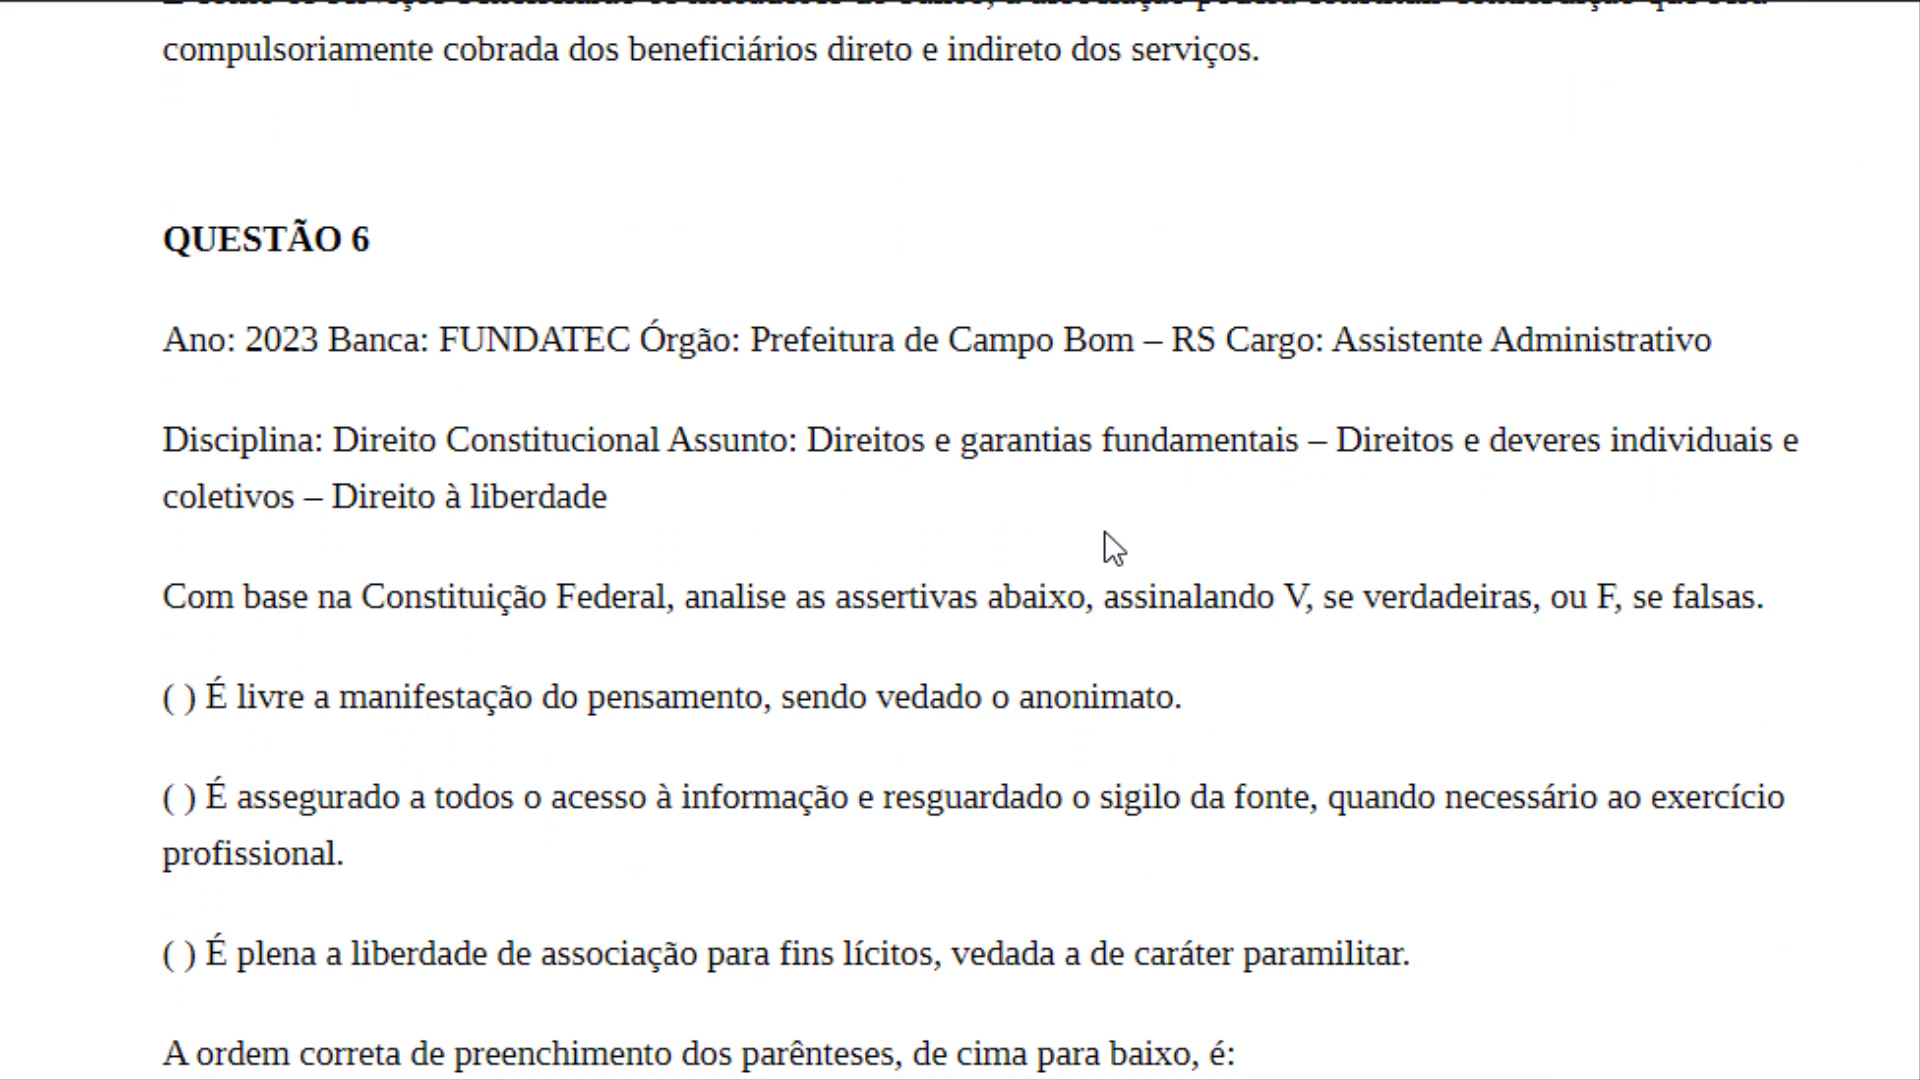 compulsoriamente cobrada dos beneficiários direto e indireto dos serviços.
QUESTÃO 6
Ano: 2023 Banca: FUNDATEC Órgão: Prefeitura de Campo Bom – RS Cargo: Assistente Administrativo
Disciplina: Direito Constitucional Assunto: Direitos e garantias fundamentais – Direitos e deveres individuais e
coletivos – Direito à liberdade
Com base na Constituição Federal, analise as assertivas abaixo, assinalando V, se verdadeiras, ou F, se falsas.
( ) É livre a manifestação do pensamento, sendo vedado o anonimato.
( ) É assegurado a todos o acesso à informação e resguardado o sigilo da fonte, quando necessário ao exercício
profissional.
( ) É plena a liberdade de associação para fins lícitos, vedada a de caráter paramilitar.
A ordem correta de preenchimento dos parênteses, de cima para baixo, é: